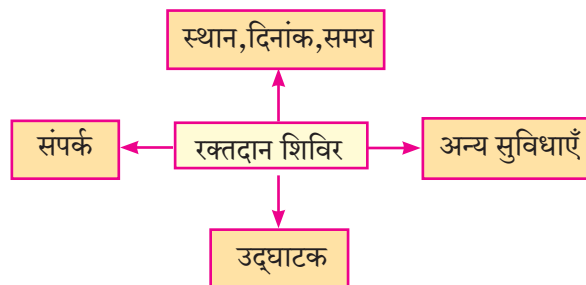 स्थान,दिनांक,समय
संपर्क
रक्तदान शिविर
अन्य सुविधाएँ
उद्‌घाटक